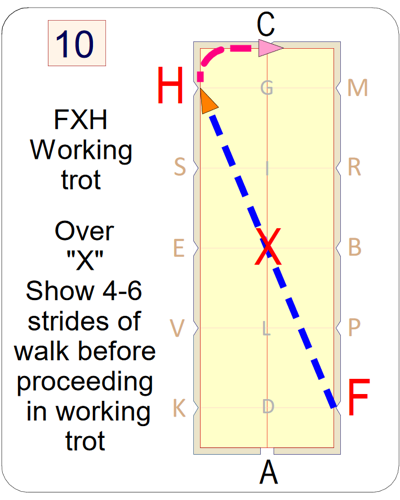 10
C
H
G
M
FXH
Working
trot
S
I
R
Over
"X"
E
X
B
Show 4-6
strides of
V
L
P
walk before
proceeding
in working
trot
K
D
F
A